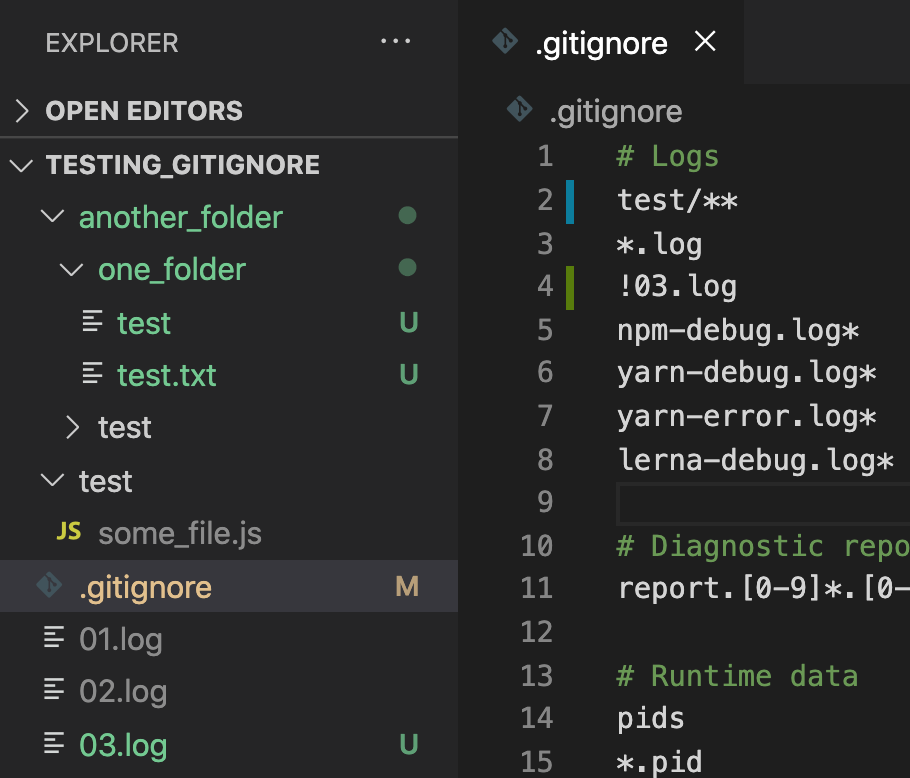 EXPLORER ...
OPEN EDITORS
TESTING_GITIGNORE
another_folder
one_folder
test U
test.txt U
test
test
JS some_file.js
.gitignore M
01.log
02.log
03.log U
.gitignore
.gitignore
1 # Logs
2 test/**
3 *.log
4 !03.log
5 npm-debug.log*
6 yarn-debug.log*
7 yarn-error.log*
8 lerna-debug.log*
9
10 # Diagnostic repo
11 report.[0-9]*.[0-
12
13 # Runtime data
14 pids
15 *.pid